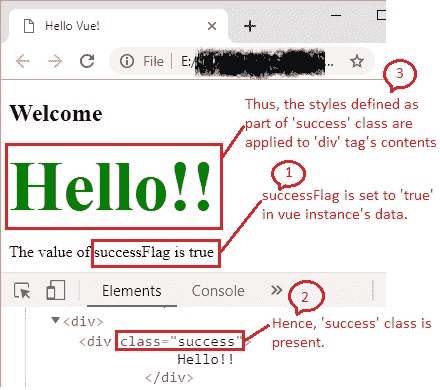 Hello Vue!
File
E:/
...
Welcome
3
Thus, the styles defined as
part of 'success' class are
applied to 'div' tag's contents
Hello!!
1
successFlag is set to 'true'
in vue instance's data.
The value of successFlag is true
Elements
Console
2
<div>
<div class="success">
Hello!!
</div>
Hence, 'success' class is
present.